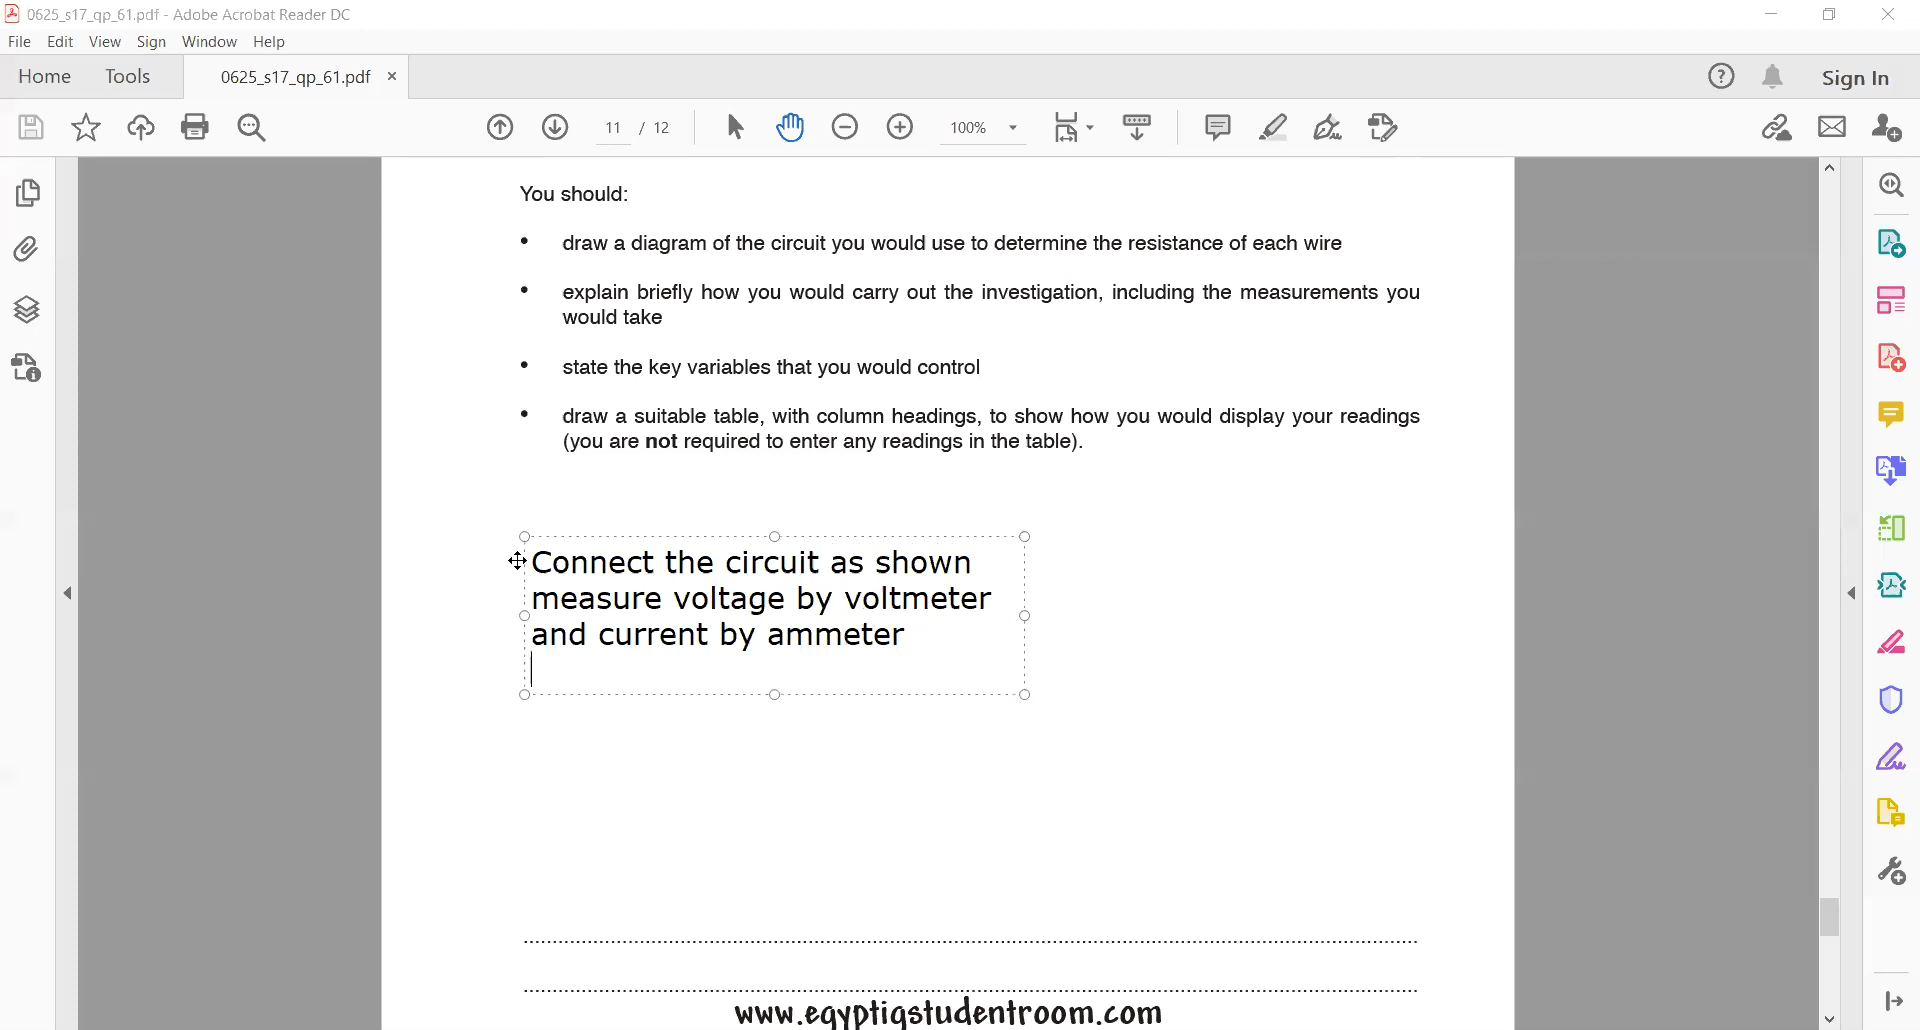 0625_s17_qp_61.pdf - Adobe Acrobat Reader DC
File Edit View Sign Window Help
Home Tools 0625_s17_qp_61.pdf × Sign In
11 / 12 100%
You should:
• draw a diagram of the circuit you would use to determine the resistance of each wire
• explain briefly how you would carry out the investigation, including the measurements you
would take
• state the key variables that you would control
• draw a suitable table, with column headings, to show how you would display your readings
(you are not required to enter any readings in the table).
Connect the circuit as shown
measure voltage by voltmeter
and current by ammeter
www.egyptigstudentroom.com